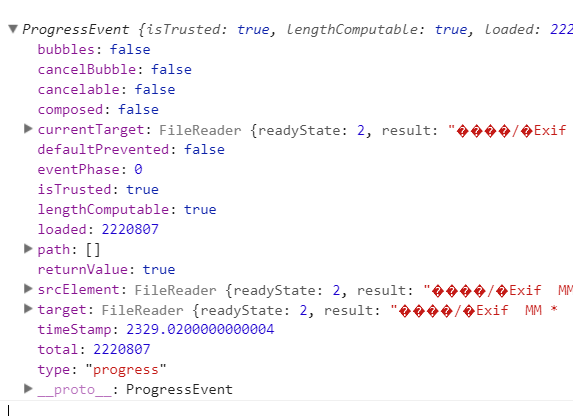 ▼ProgressEvent {isTrusted: true, lengthComputable: true, loaded: 222
bubbles: false
cancelBubble: false
cancelable: false
composed: false
▶currentTarget: FileReader {readyState: 2, result: "����/�Exif
defaultPrevented: false
eventPhase: 0
isTrusted: true
lengthComputable: true
loaded: 2220807
▶path: []
returnValue: true
▶srcElement: FileReader {readyState: 2, result: "����/�Exif MM
▶target: FileReader {readyState: 2, result: "����/�Exif MM *
timeStamp: 2329.0200000000004
total: 2220807
type: "progress"
▶__proto__: ProgressEvent